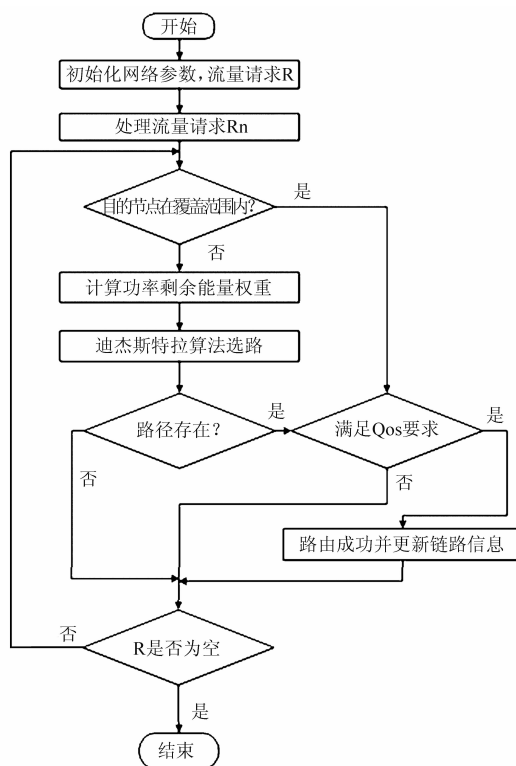 开始
初始化网络参数,流量请求R
处理流量请求Rn
目的节点在覆盖范围内?
是
否
计算功率剩余能量权重
迪杰斯特拉算法选路
路径存在?
是
满足Qos要求
是
否
否
路由成功并更新链路信息
否
R是否为空
是
结束